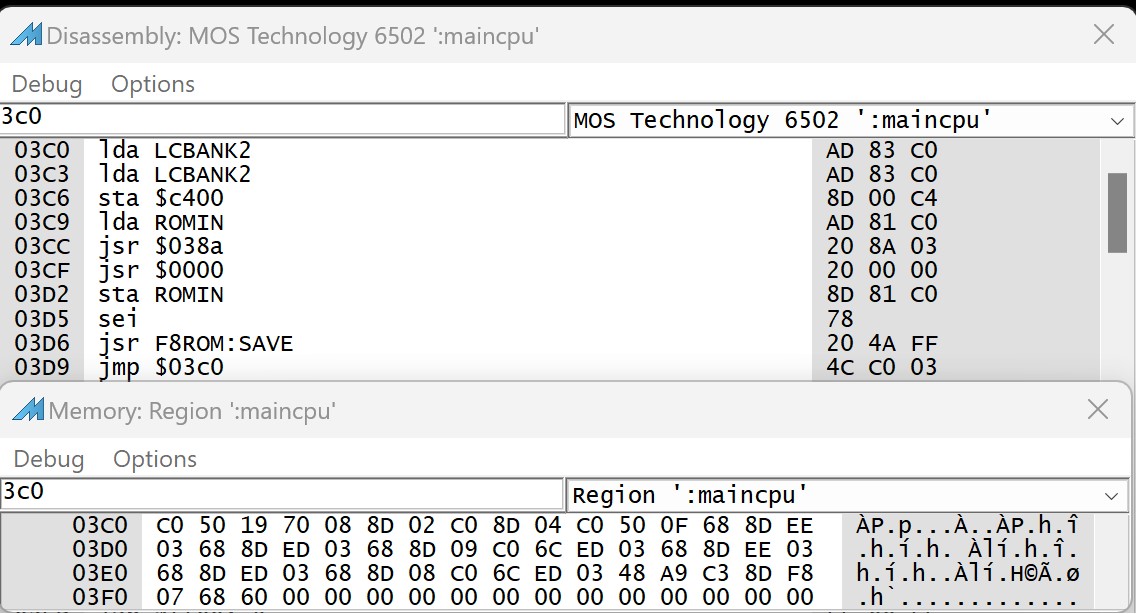 Disassembly: MOS Technology 6502 ':maincpu'
Debug Options
3c0 MOS Technology 6502 ':maincpu'
03C0 lda LCBANK2 AD 83 C0
03C3 lda LCBANK2 AD 83 C0
03C6 sta $c400 8D 00 C4
03C9 lda ROMIN AD 81 C0
03CC jsr $038a 20 8A 03
03CF jsr $0000 20 00 00
03D2 sta ROMIN 8D 81 C0
03D5 sei 78
03D6 jsr F8ROM:SAVE 20 4A FF
03D9 jmp $03c0 4C C0 03
Memory: Region ':maincpu'
Debug Options
3c0 Region ':maincpu'
03C0 C0 50 19 70 08 8D 02 C0 8D 04 C0 50 0F 68 8D EE ÀP.p...À..ÀP.h.î
03D0 03 68 8D ED 03 68 8D 09 C0 6C ED 03 68 8D EE 03 .h.í.h. Àlí.h.î.
03E0 68 8D ED 03 68 8D 08 C0 6C ED 03 48 A9 C3 8D F8 h.í.h..Àlí.H©Ã.ø
03F0 07 68 60 00 00 00 00 00 00 00 00 00 00 00 00 00 .h`.............